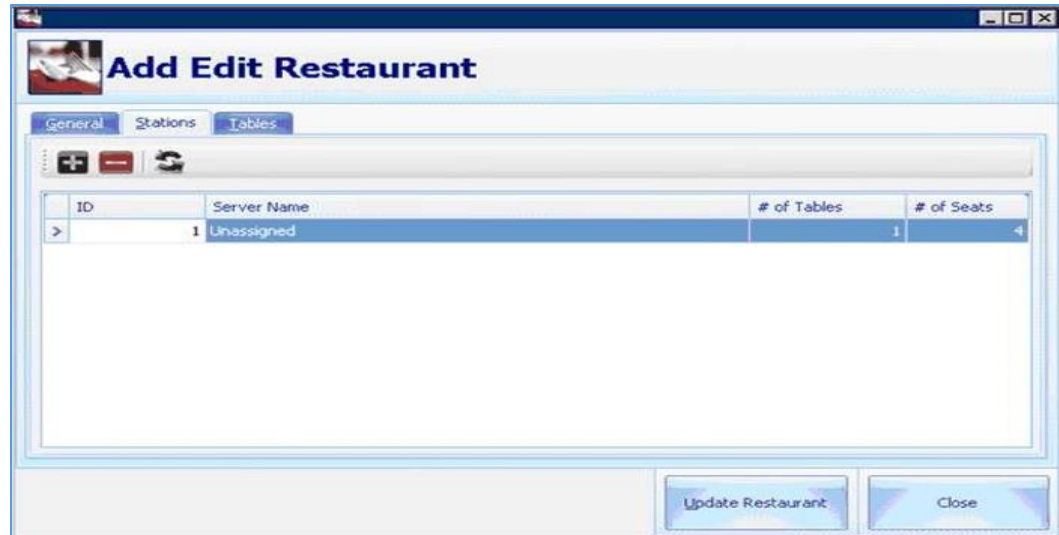 Add Edit Restaurant
General Stations Tables
ID Server Name # of Tables # of Seats
1 Unassigned 1 4
Update Restaurant Close